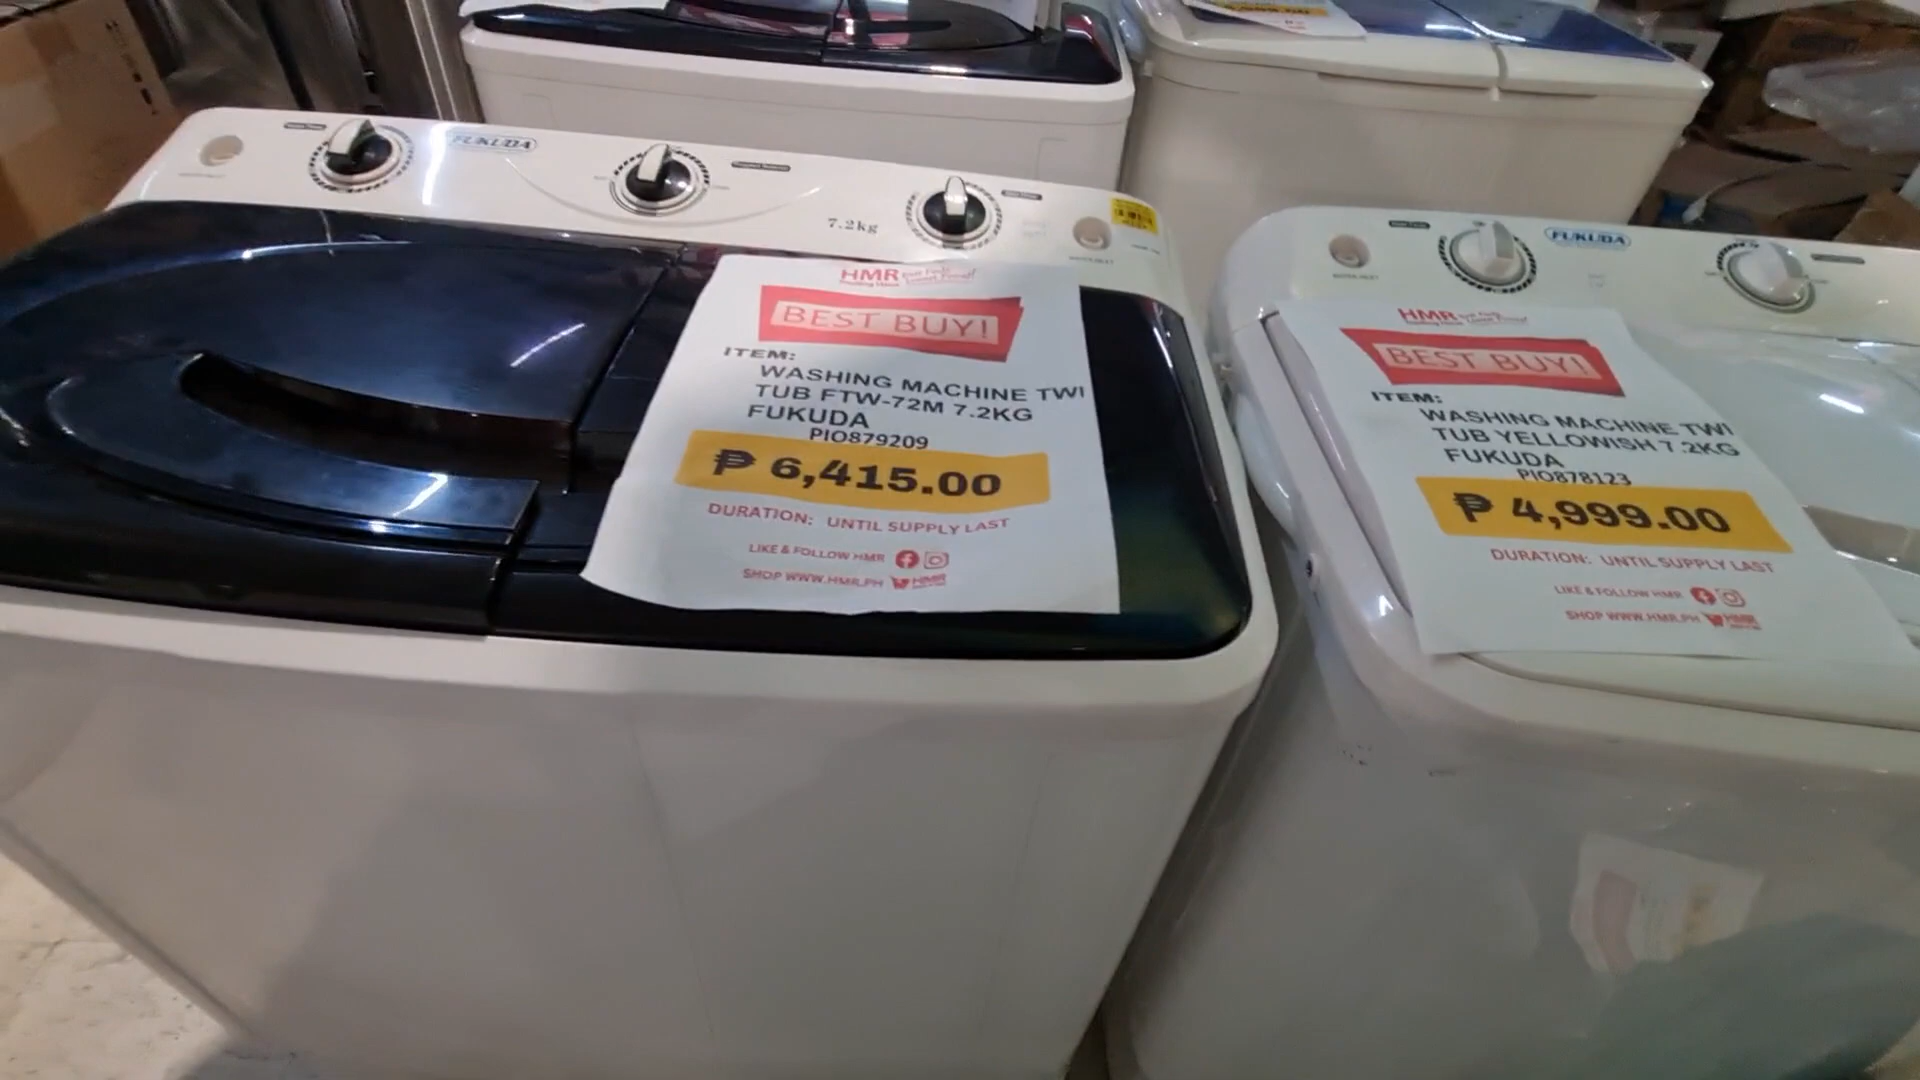 FUKUDA
7.2kg
HMR
BEST BUY!
ITEM:
WASHING MACHINE TWI
TUB FTW-72M 7.2KG
FUKUDA
PIO879209
₱ 6,415.00
DURATION: UNTIL SUPPLY LAST
LIKE & FOLLOW HMR
SHOP WWW.HMR.PH HMR
FUKUDA
HMR
BEST BUY!
ITEM:
WASHING MACHINE TWI
TUB YELLOWISH 7.2KG
FUKUDA
PIO878123
₱ 4,999.00
DURATION: UNTIL SUPPLY LAST
LIKE & FOLLOW HMR
SHOP WWW.HMR.PH HMR